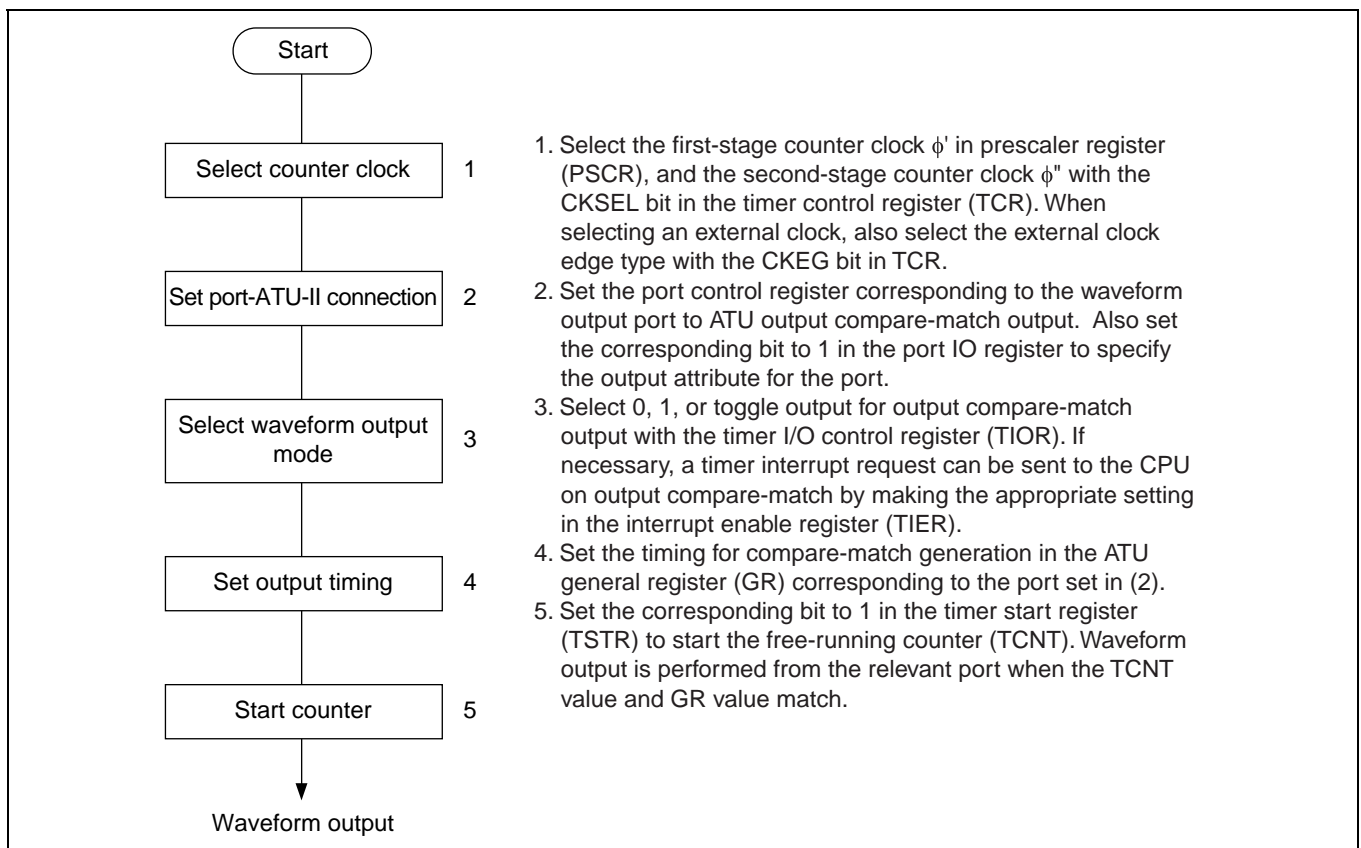 Start
Select counter clock
1
Set port-ATU-II connection
2
Select waveform output
mode
3
Set output timing
4
Start counter
5
Waveform output
1. Select the first-stage counter clock ϕ' in prescaler register
(PSCR), and the second-stage counter clock ϕ" with the
CKSEL bit in the timer control register (TCR). When
selecting an external clock, also select the external clock
edge type with the CKEG bit in TCR.
2. Set the port control register corresponding to the waveform
output port to ATU output compare-match output.  Also set
the corresponding bit to 1 in the port IO register to specify
the output attribute for the port.
3. Select 0, 1, or toggle output for output compare-match
output with the timer I/O control register (TIOR). If
necessary, a timer interrupt request can be sent to the CPU
on output compare-match by making the appropriate setting
in the interrupt enable register (TIER).
4. Set the timing for compare-match generation in the ATU
general register (GR) corresponding to the port set in (2).
5. Set the corresponding bit to 1 in the timer start register
(TSTR) to start the free-running counter (TCNT). Waveform
output is performed from the relevant port when the TCNT
value and GR value match.